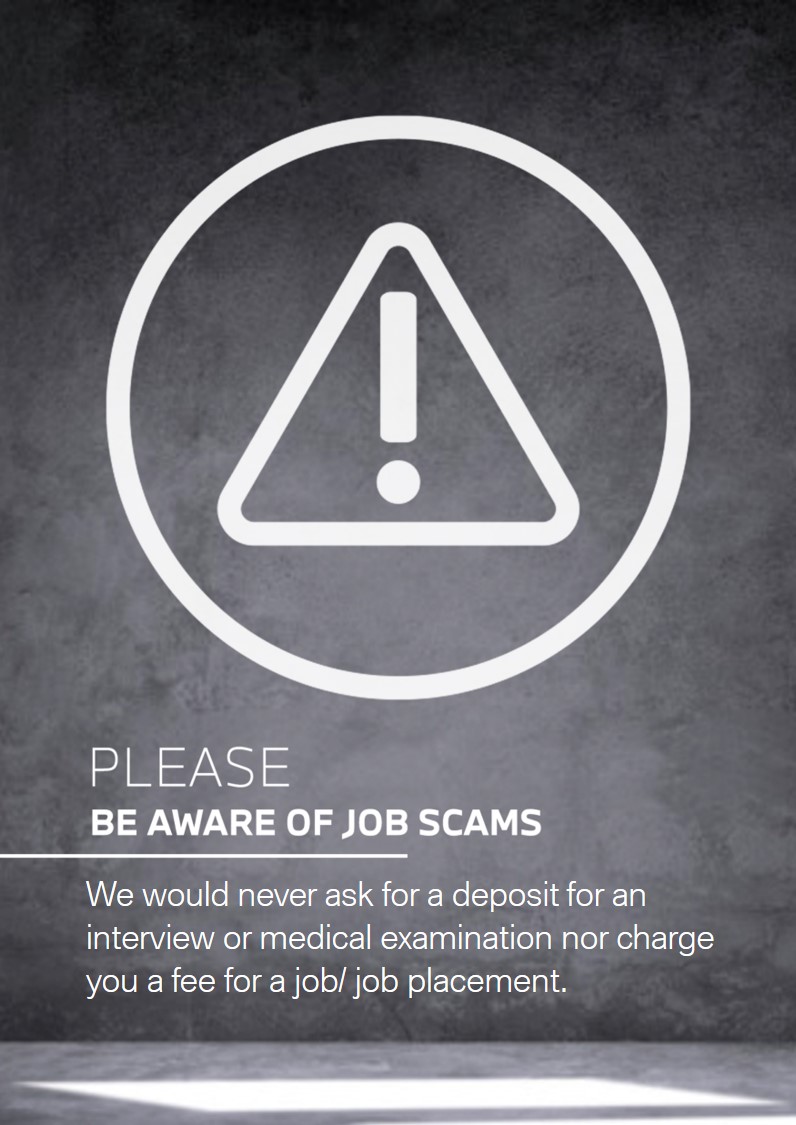 PLEASE
BE AWARE OF JOB SCAMS
We would never ask for a deposit for an
interview or medical examination nor charge
you a fee for a job/ job placement.